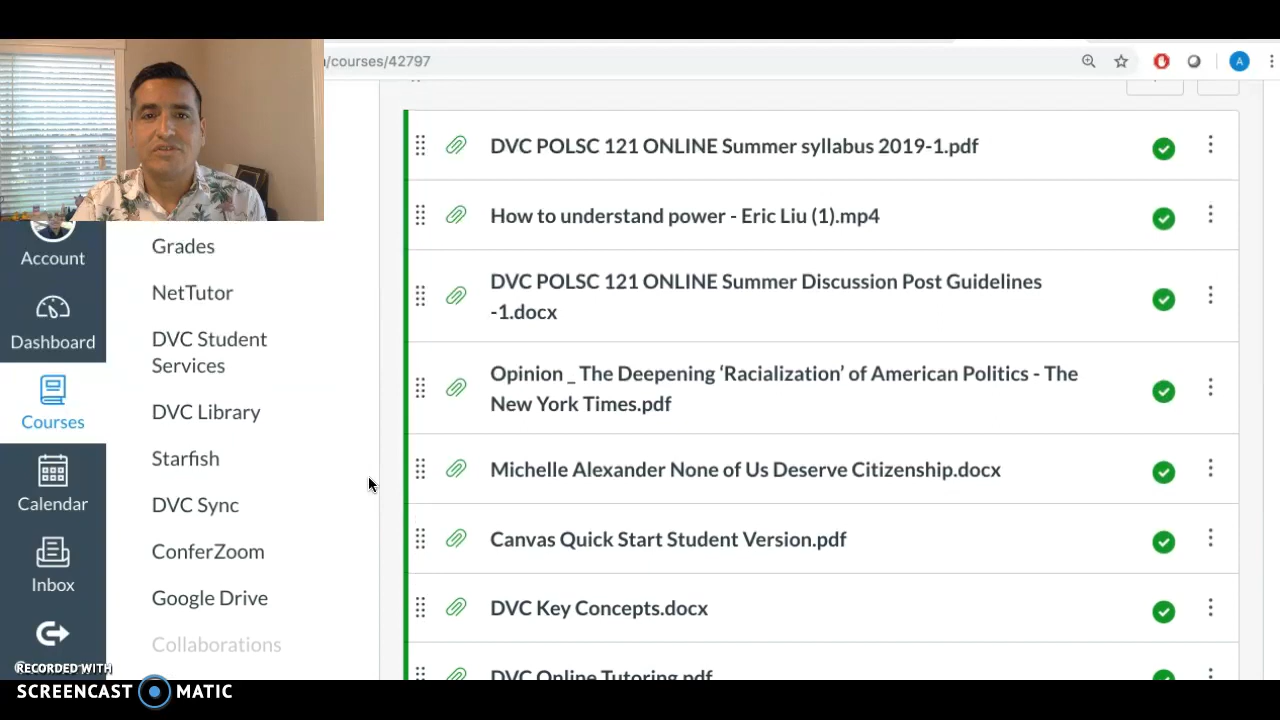 n/courses/42797
A
DVC POLSC 121 ONLINE Summer syllabus 2019-1.pdf
How to understand power - Eric Liu (1).mp4
DVC POLSC 121 ONLINE Summer Discussion Post Guidelines
-1.docx
Opinion _ The Deepening ‘Racialization’ of American Politics - The
New York Times.pdf
Michelle Alexander None of Us Deserve Citizenship.docx
Canvas Quick Start Student Version.pdf
DVC Key Concepts.docx
DVC Online Tutoring.pdf
Account
Dashboard
Courses
Calendar
Inbox
Grades
NetTutor
DVC Student
Services
DVC Library
Starfish
DVC Sync
ConferZoom
Google Drive
Collaborations
RECORDED WITH
SCREENCAST MATIC